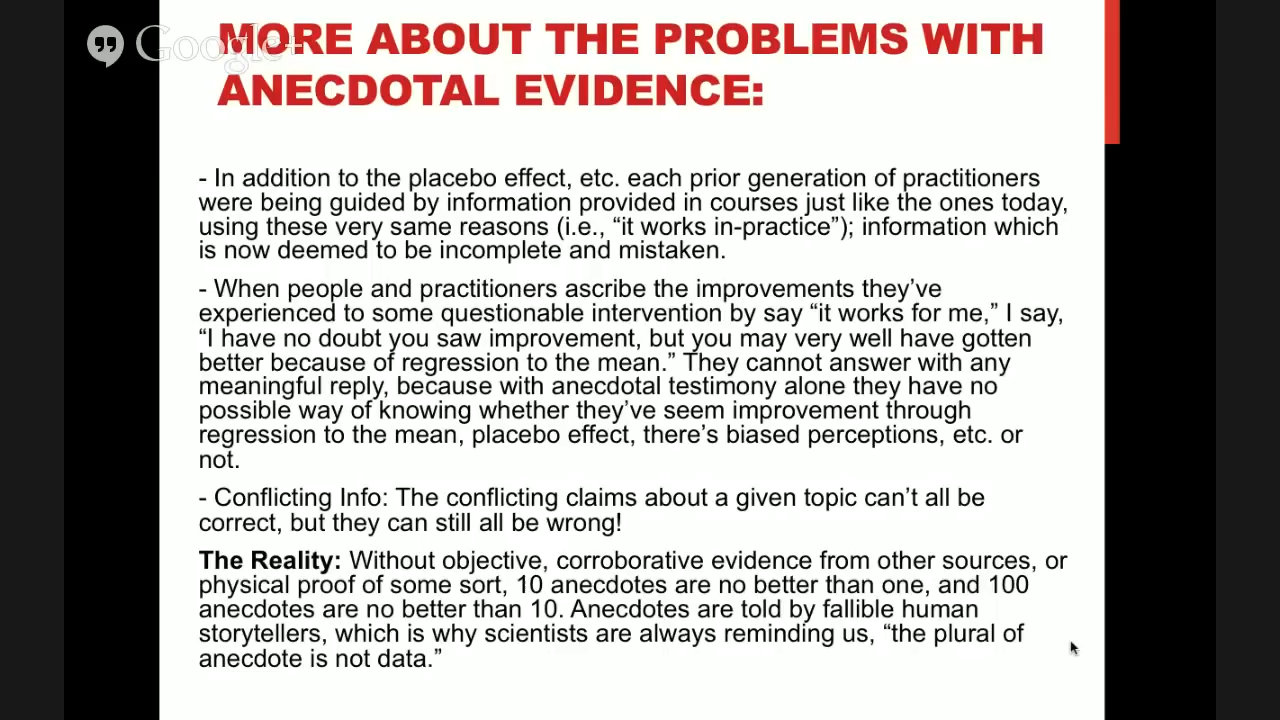 Google+
MORE ABOUT THE PROBLEMS WITH
ANECDOTAL EVIDENCE:
- In addition to the placebo effect, etc. each prior generation of practitioners
were being guided by information provided in courses just like the ones today,
using these very same reasons (i.e., “it works in-practice”); information which
is now deemed to be incomplete and mistaken.
- When people and practitioners ascribe the improvements they’ve
experienced to some questionable intervention by say “it works for me,” I say,
“I have no doubt you saw improvement, but you may very well have gotten
better because of regression to the mean.” They cannot answer with any
meaningful reply, because with anecdotal testimony alone they have no
possible way of knowing whether they’ve seem improvement through
regression to the mean, placebo effect, there’s biased perceptions, etc. or
not.
- Conflicting Info: The conflicting claims about a given topic can’t all be
correct, but they can still all be wrong!
The Reality: Without objective, corroborative evidence from other sources, or
physical proof of some sort, 10 anecdotes are no better than one, and 100
anecdotes are no better than 10. Anecdotes are told by fallible human
storytellers, which is why scientists are always reminding us, “the plural of
anecdote is not data.”